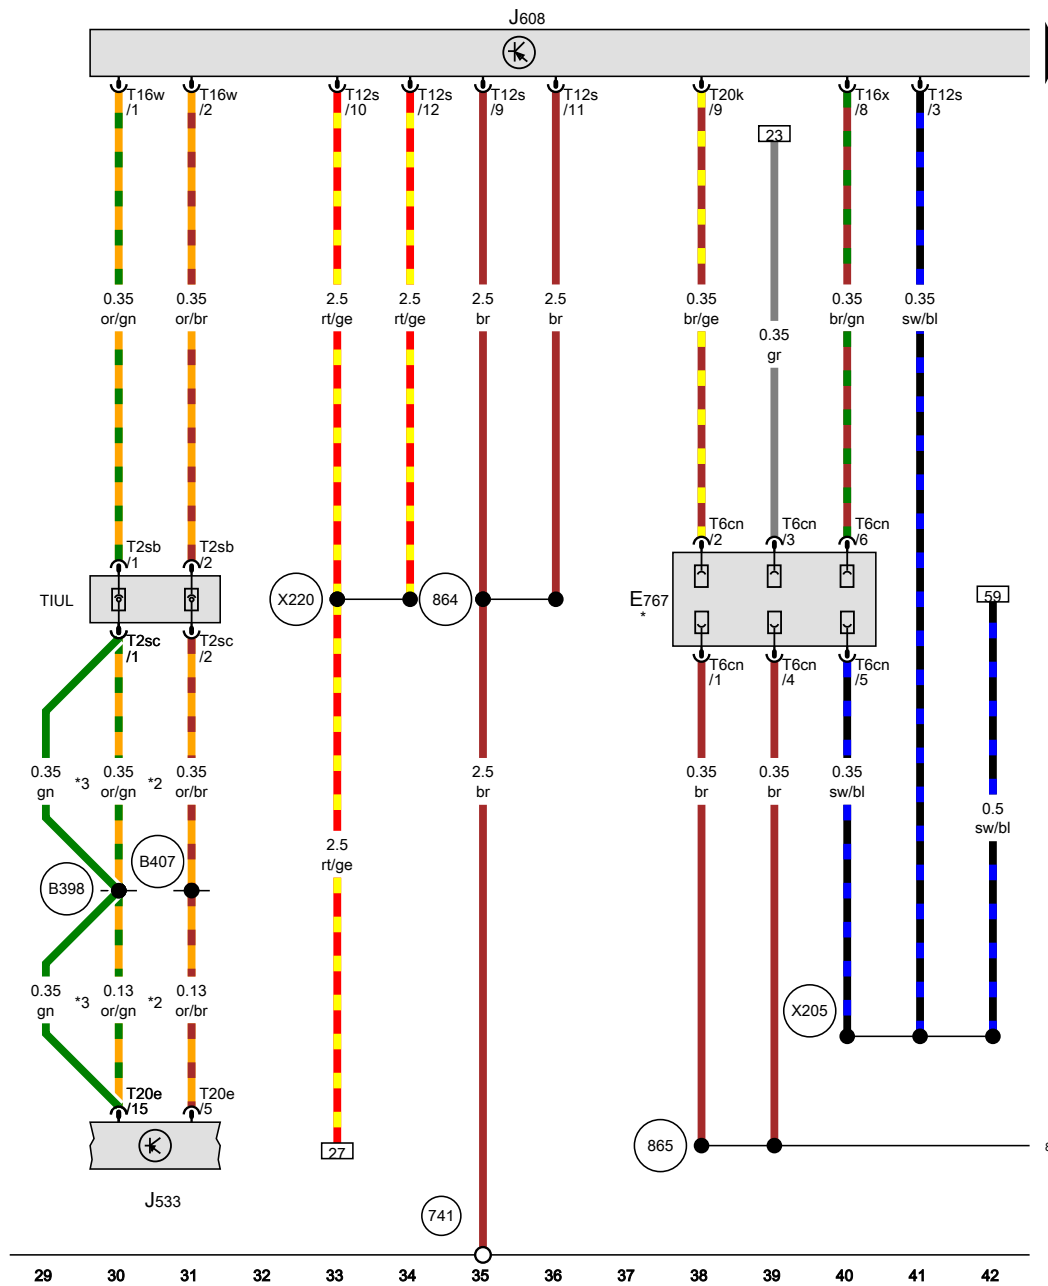 J608
T16w
/1
T16w
/2
T12s
/10
T12s
/12
T12s
/9
T12s
/11
T20k
/9
T16x
/8
T12s
/3
23
0.35
or/gn
0.35
or/br
2.5
rt/ge
2.5
rt/ge
2.5
br
2.5
br
0.35
br/ge
0.35
gr
0.35
br/gn
0.35
sw/bl
T2sb
/1
T2sb
/2
T6cn
/2
T6cn
/3
T6cn
/6
TIUL
X220
864
E767
*
59
T2sc
/1
T2sc
/2
T6cn
/1
T6cn
/4
T6cn
/5
0.35
gn
*3
0.35
or/gn
*2
0.35
or/br
2.5
br
0.35
br
0.35
br
0.35
sw/bl
0.5
sw/bl
2.5
rt/ge
B407
B398
0.35
gn
*3
0.13
or/gn
*2
0.13
or/br
X205
T20e
/15
T20e
/5
27
865
J533
741
29 30 31 32 33 34 35 36 37 38 39 40 41 42